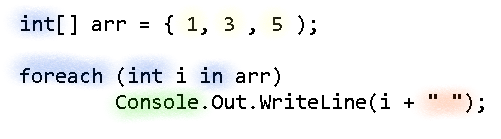 int[] arr = { 1, 3 , 5 );
foreach (int i in arr)
Console.Out.WriteLine(i + " ");